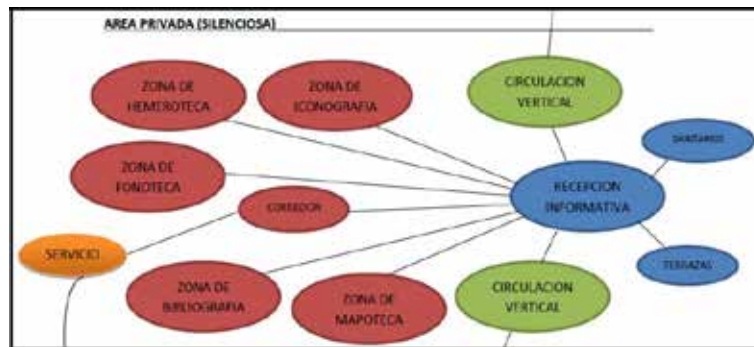 AREA PRIVADA (SILENCIOSA)
ZONA DE
HEMEROTECA
ZONA DE
ICONOGRAFIA
CIRCULACION
VERTICAL
SANITARIOS
ZONA DE
FONOTECA
RECEPCION
INFORMATIVA
CORREDOR
SERVICIO
TERRAZAS
ZONA DE
BIBLIOGRAFIA
ZONA DE
MAPOTECA
CIRCULACION
VERTICAL